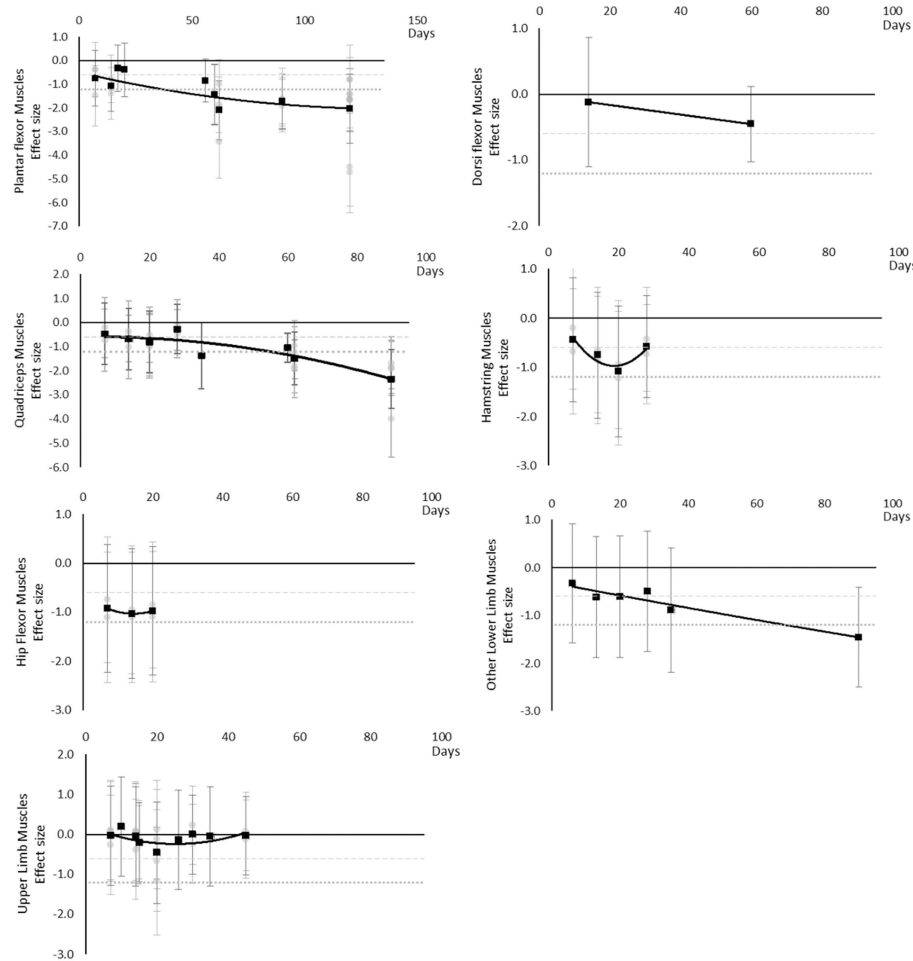 0 50 100 150
Days
1.0
0.0
-1.0
-2.0
-3.0
-4.0
-5.0
-6.0
-7.0
Plantar flexor Muscles
Effect size
0 20 40 60 80 100
Days
1.0
0.0
-1.0
-2.0
Dorsi flexor Muscles
Effect size
0 20 40 60 80 100
Days
2.0
1.0
0.0
-1.0
-2.0
-3.0
-4.0
-5.0
-6.0
Quadriceps Muscles
Effect size
0 20 40 60 80 100
Days
1.0
0.0
-1.0
-2.0
-3.0
Hamstring Muscles
Effect size
0 20 40 60 80 100
Days
1.0
0.0
-1.0
-2.0
-3.0
Hip Flexor Muscles
Effect size
0 20 40 60 80 100
Days
1.0
0.0
-1.0
-2.0
-3.0
Other Lower Limb Muscles
Effect size
0 20 40 60 80 100
Days
2.0
1.0
0.0
-1.0
-2.0
-3.0
Upper Limb Muscles
Effect size